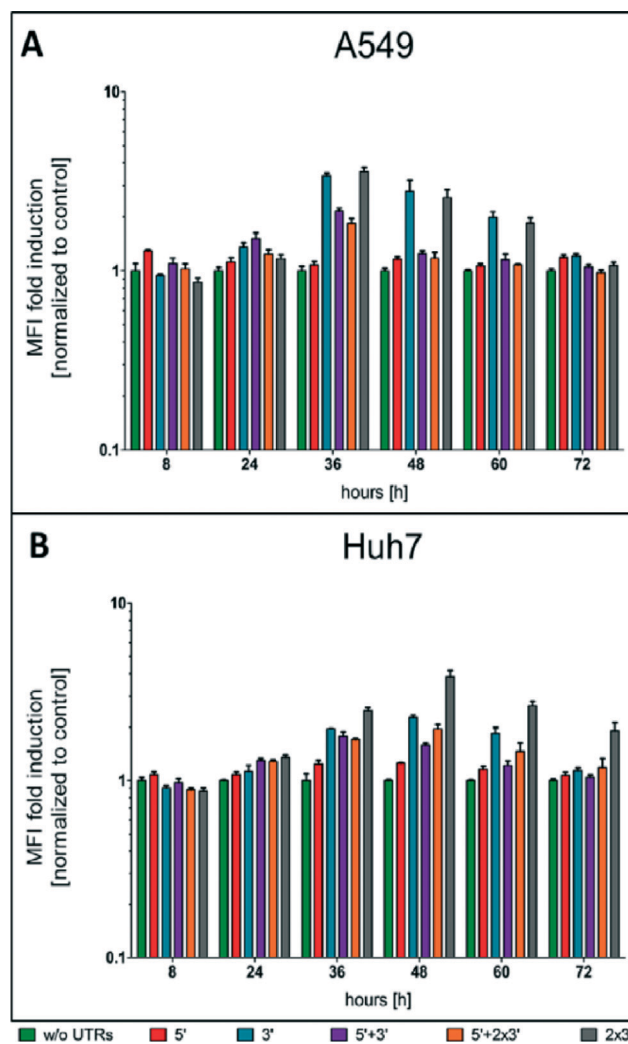 A
A549
10
1
0.1
MFI fold induction
[normalized to control]
8 24 36 48 60 72
hours [h]
B
Huh7
10
1
0.1
MFI fold induction
[normalized to control]
8 24 36 48 60 72
hours [h]
w/o UTRs 5' 3' 5'+3' 5'+2x3' 2x3